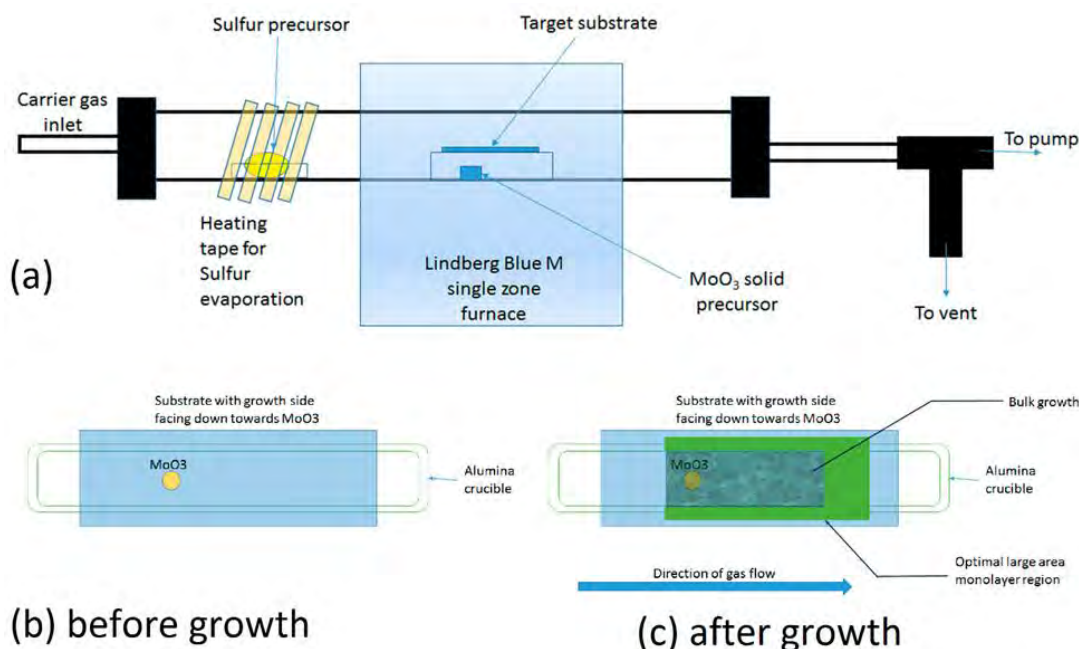 Sulfur precursor
Target substrate
Carrier gas
inlet
To pump
Heating
tape for
Sulfur
evaporation
Lindberg Blue M
single zone
furnace
MoO₃ solid
precursor
To vent
(a)
Substrate with growth side
facing down towards MoO3
MoO3
Alumina
crucible
(b) before growth
Substrate with growth side
facing down towards MoO3
Bulk growth
MoO3
Alumina
crucible
Optimal large area
monolayer region
Direction of gas flow
(c) after growth